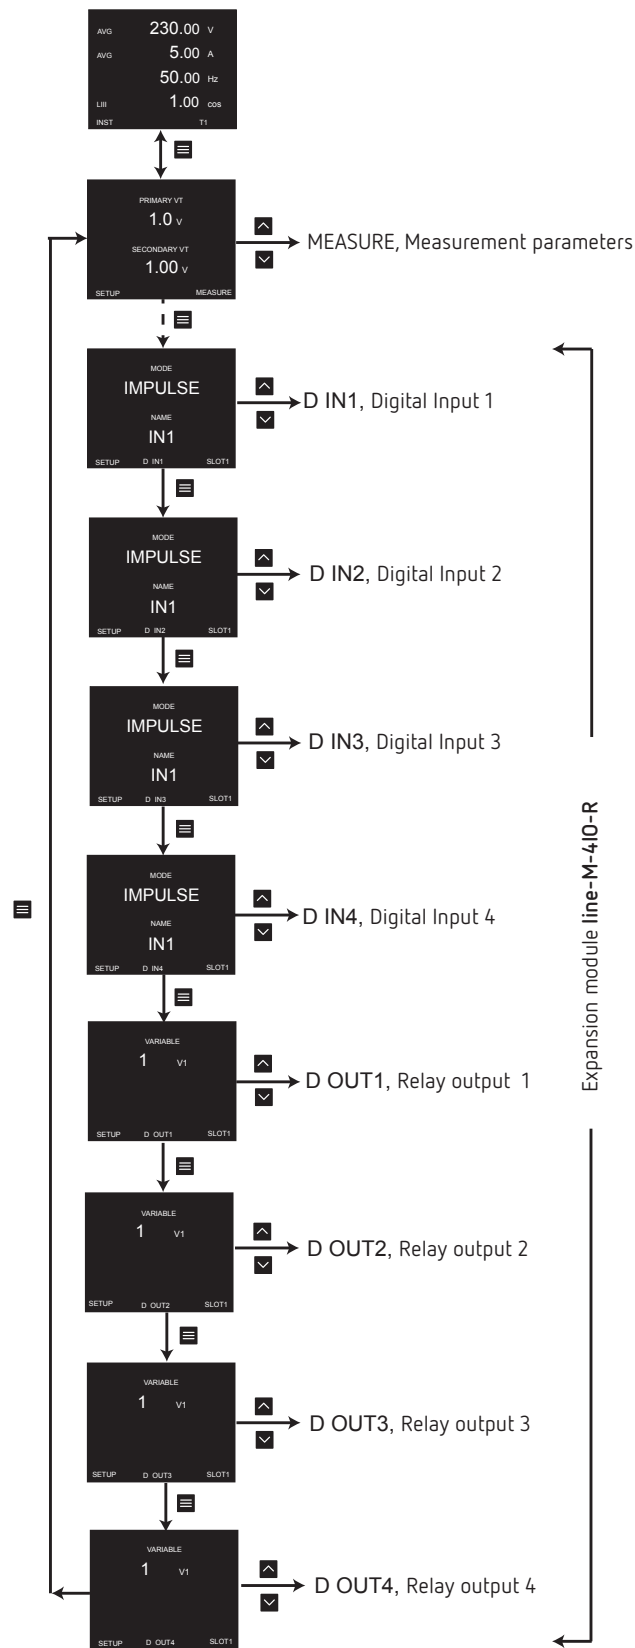 AVG 230.00 V
AVG 5.00 A
50.00 Hz
LIII 1.00 cos
INST T1
PRIMARY VT
1.0 V
SECONDARY VT
1.00 V
SETUP MEASURE
MEASURE, Measurement parameters
MODE
IMPULSE
NAME
IN1
SETUP D IN1 SLOT1
D IN1, Digital Input 1
MODE
IMPULSE
NAME
IN1
SETUP D IN2 SLOT1
D IN2, Digital Input 2
MODE
IMPULSE
NAME
IN1
SETUP D IN3 SLOT1
D IN3, Digital Input 3
MODE
IMPULSE
NAME
IN1
SETUP D IN4 SLOT1
D IN4, Digital Input 4
VARIABLE
1 V1
SETUP D OUT1 SLOT1
D OUT1, Relay output 1
VARIABLE
1 V1
SETUP D OUT2 SLOT1
D OUT2, Relay output 2
VARIABLE
1 V1
SETUP D OUT3 SLOT1
D OUT3, Relay output 3
VARIABLE
1 V1
SETUP D OUT4 SLOT1
D OUT4, Relay output 4
Expansion module line-M-4IO-R